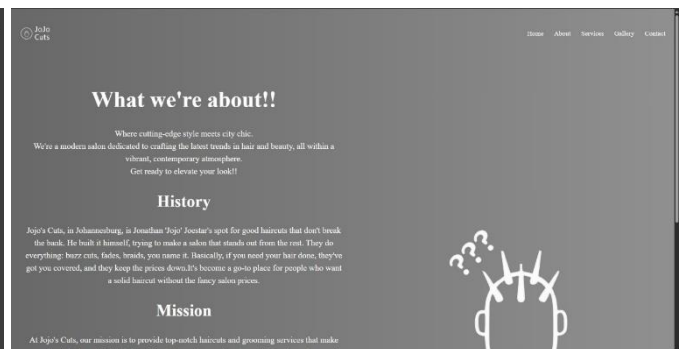 JoJo
Cuts
Home About Services Gallery Contact
What we're about!!
Where cutting-edge style meets city chic.
We're a modern salon dedicated to crafting the latest trends in hair and beauty, all within a
vibrant, contemporary atmosphere.
Get ready to elevate your look!!
History
Jojo's Cuts, in Johannesburg, is Jonathan 'Jojo' Joestar's spot for good haircuts that don't break
the bank. He built it himself, trying to make a salon that stands out from the rest. They do
everything: buzz cuts, fades, braids, you name it. Basically, if you need your hair done, they've
got you covered, and they keep the prices down.It's become a go-to place for people who want
a solid haircut without the fancy salon prices.
Mission
At Jojo's Cuts, our mission is to provide top-notch haircuts and grooming services that make
???